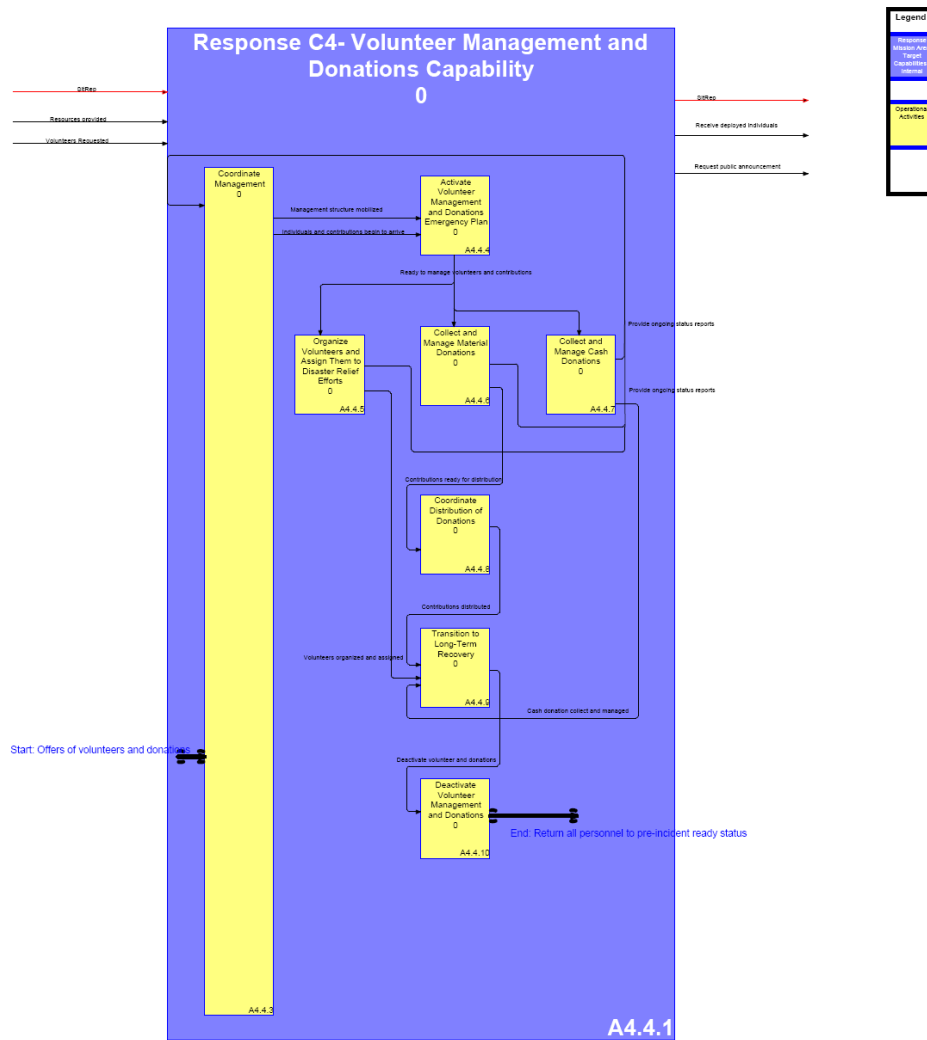 Response C4- Volunteer Management and
Donations Capability
0
Legend
Response
Mission Area
Target
Capabilities
Internal
Operational
Activities
SitRep
Resources provided
Volunteers Requested
SitRep
Receive deployed individuals
Request public announcement
Coordinate
Management
0
A4.4.3
Management structure mobilized
Individuals and contributions begin to arrive
Activate
Volunteer
Management
and Donations
Emergency Plan
0
A4.4.4
Ready to manage volunteers and contributions
Provide ongoing status reports
Organize
Volunteers and
Assign Them to
Disaster Relief
Efforts
0
A4.4.5
Collect and
Manage Material
Donations
0
A4.4.6
Collect and
Manage Cash
Donations
0
A4.4.7
Provide ongoing status reports
Contributions ready for distribution
Coordinate
Distribution of
Donations
0
A4.4.8
Contributions distributed
Transition to
Long-Term
Recovery
0
A4.4.9
Volunteers organized and assigned
Cash donation collect and managed
Start: Offers of volunteers and donations
Deactivate volunteer and donations
Deactivate
Volunteer
Management
and Donations
0
A4.4.10
End: Return all personnel to pre-incident ready status
A4.4.1